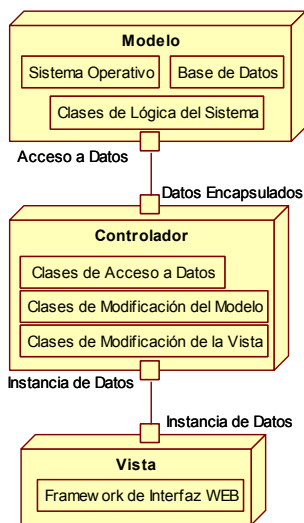 Modelo
Sistema Operativo
Base de Datos
Clases de Lógica del Sistema
Acceso a Datos
Datos Encapsulados
Controlador
Clases de Acceso a Datos
Clases de Modificación del Modelo
Clases de Modificación de la Vista
Instancia de Datos
Instancia de Datos
Vista
Framework de Interfaz WEB